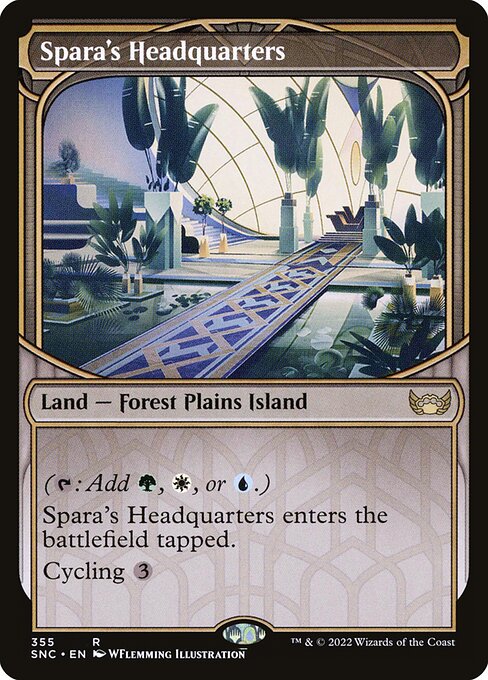 Spara's Headquarters
Land — Forest Plains Island
(: Add , , or .)
Spara's Headquarters enters the
battlefield tapped.
Cycling 3
355 R
SNC • EN WFLEMMING ILLUSTRATION
™ & © 2022 Wizards of the Coast